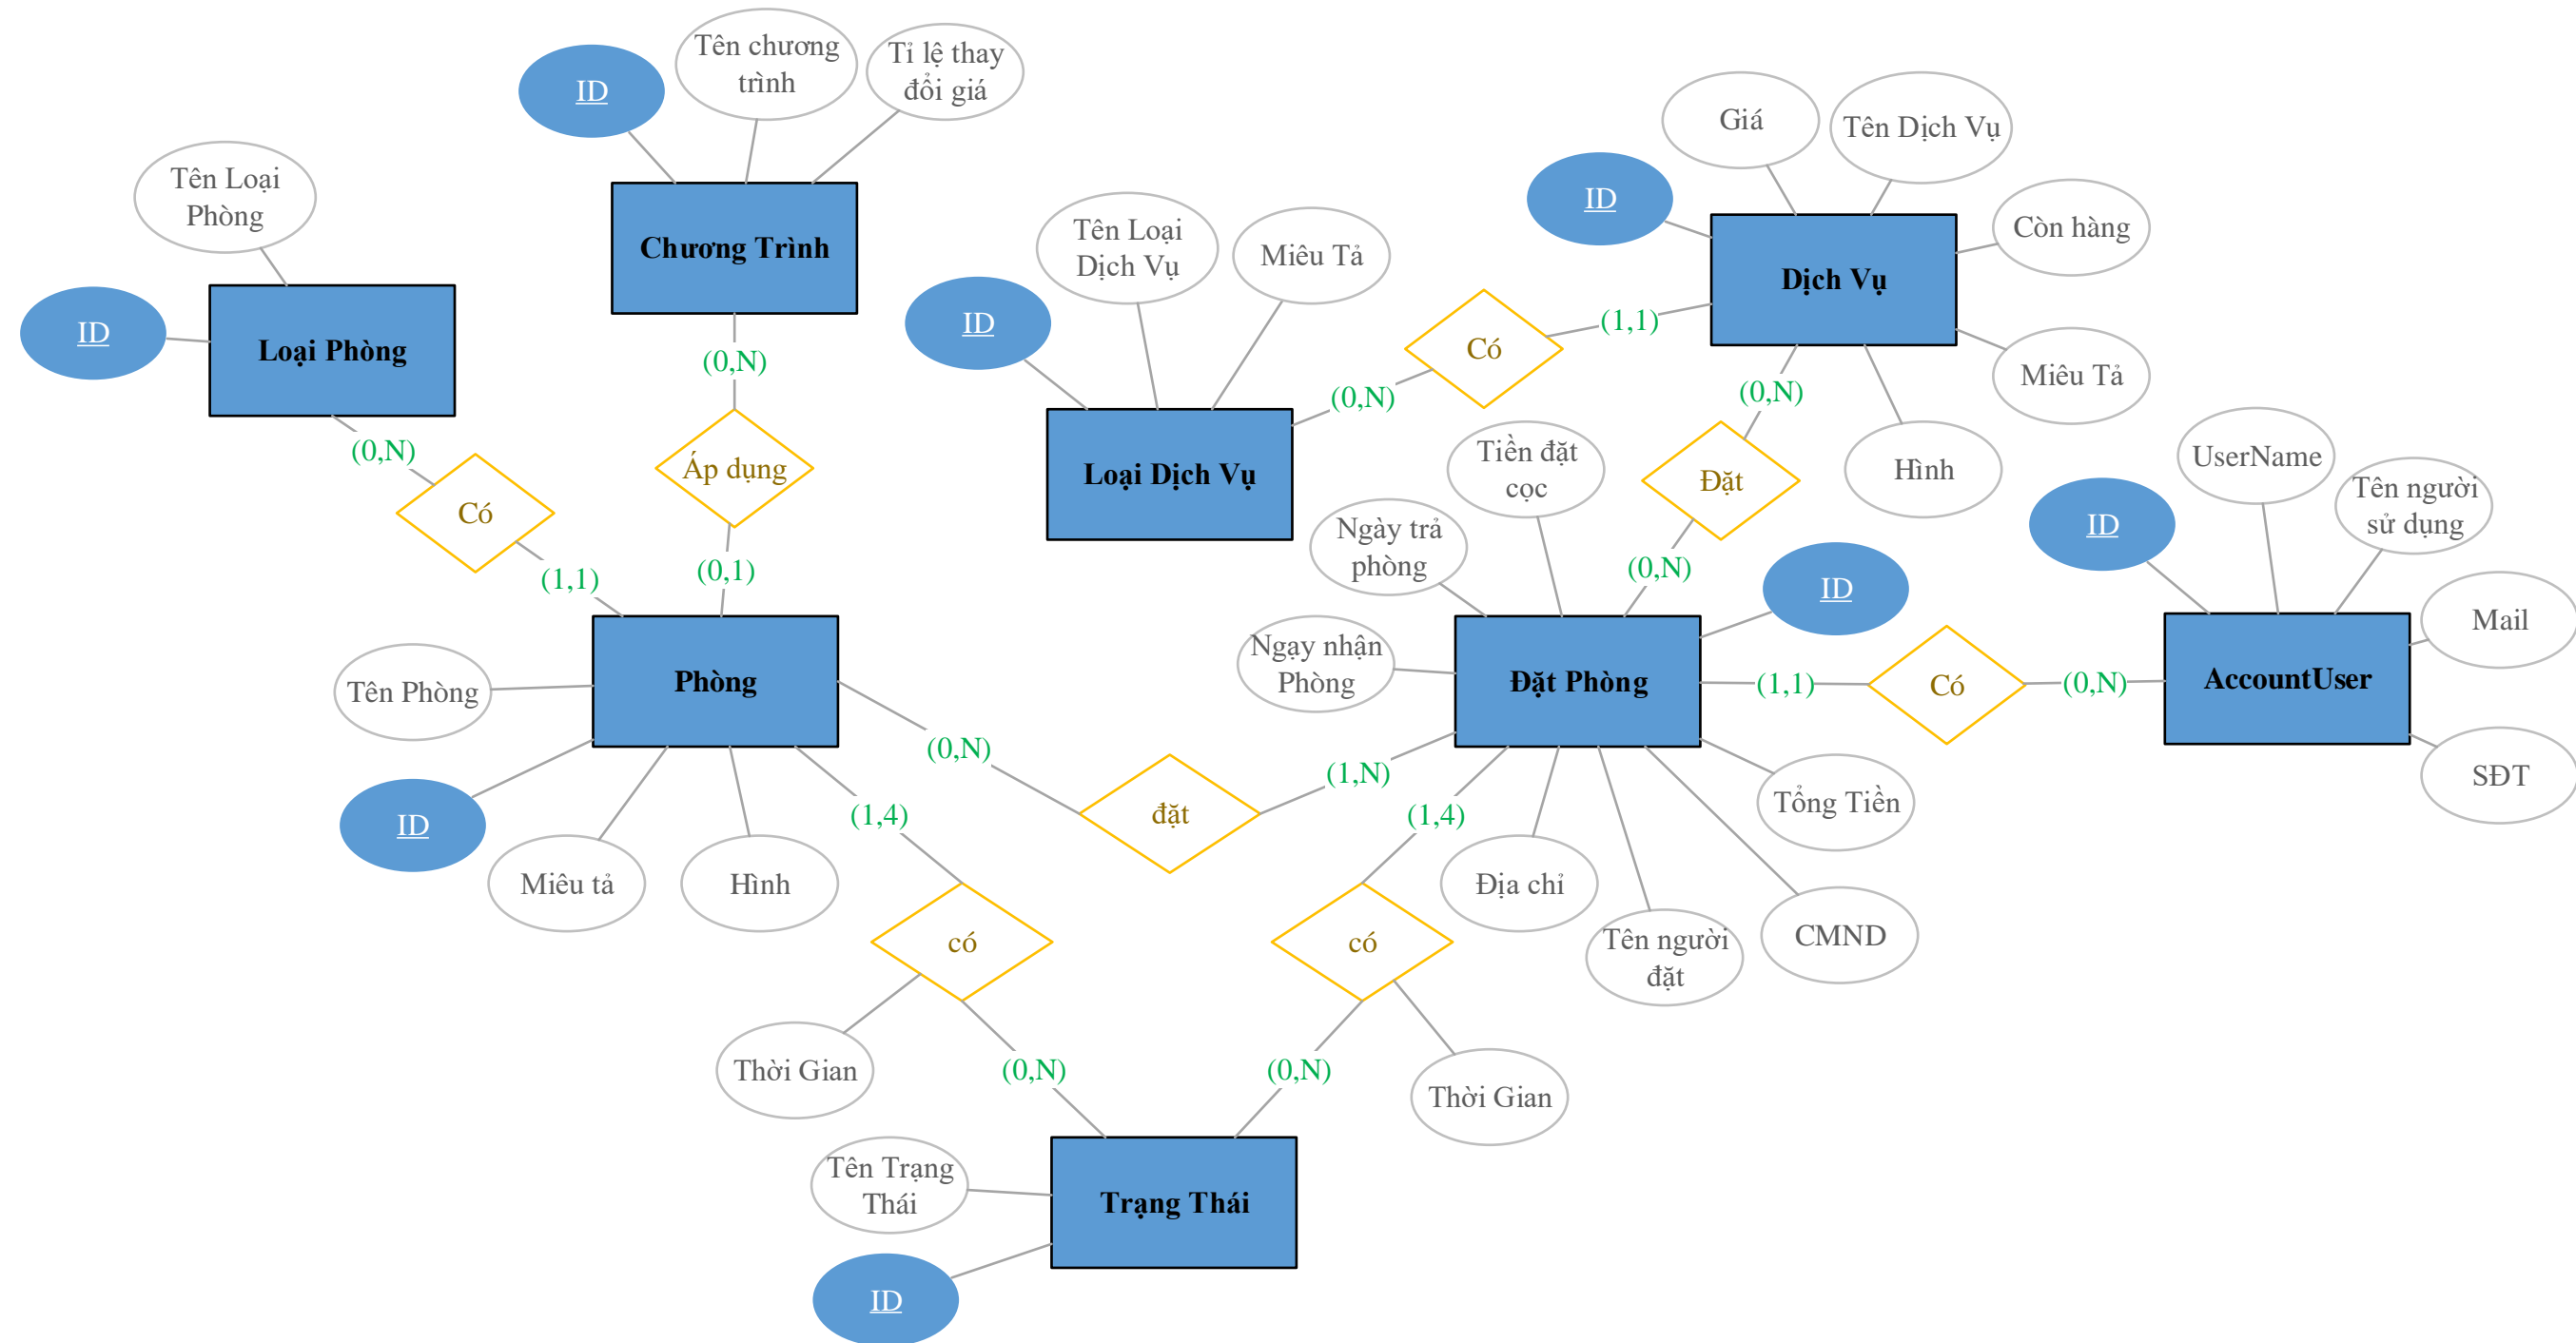 Tên chương
trình
Tỉ lệ thay
đổi giá
ID
Giá
Tên Dịch Vụ
ID
Tên Loại
Phòng
Chương Trình
Tên Loại
Dịch Vụ
Miêu Tả
Còn hàng
Dịch Vụ
ID
Loại Phòng
ID
Có
(1,1)
(0,N)
(0,N)
(0,N)
(0,N)
Miêu Tả
Áp dụng
Loại Dịch Vụ
Tiền đặt
cọc
Đặt
Hình
UserName
Tên người
sử dụng
ID
Có
(1,1)
(0,1)
Ngày trả
phòng
(0,N)
ID
Mail
Tên Phòng
Phòng
Ngạy nhận
Phòng
Đặt Phòng
(1,1)
Có
(0,N)
AccountUser
(0,N)
(1,N)
SĐT
ID
(1,4)
đặt
(1,4)
Tổng Tiền
Miêu tả
Hình
Địa chỉ
có
có
Tên người
đặt
CMND
Thời Gian
(0,N)
(0,N)
Thời Gian
Tên Trạng
Thái
Trạng Thái
ID